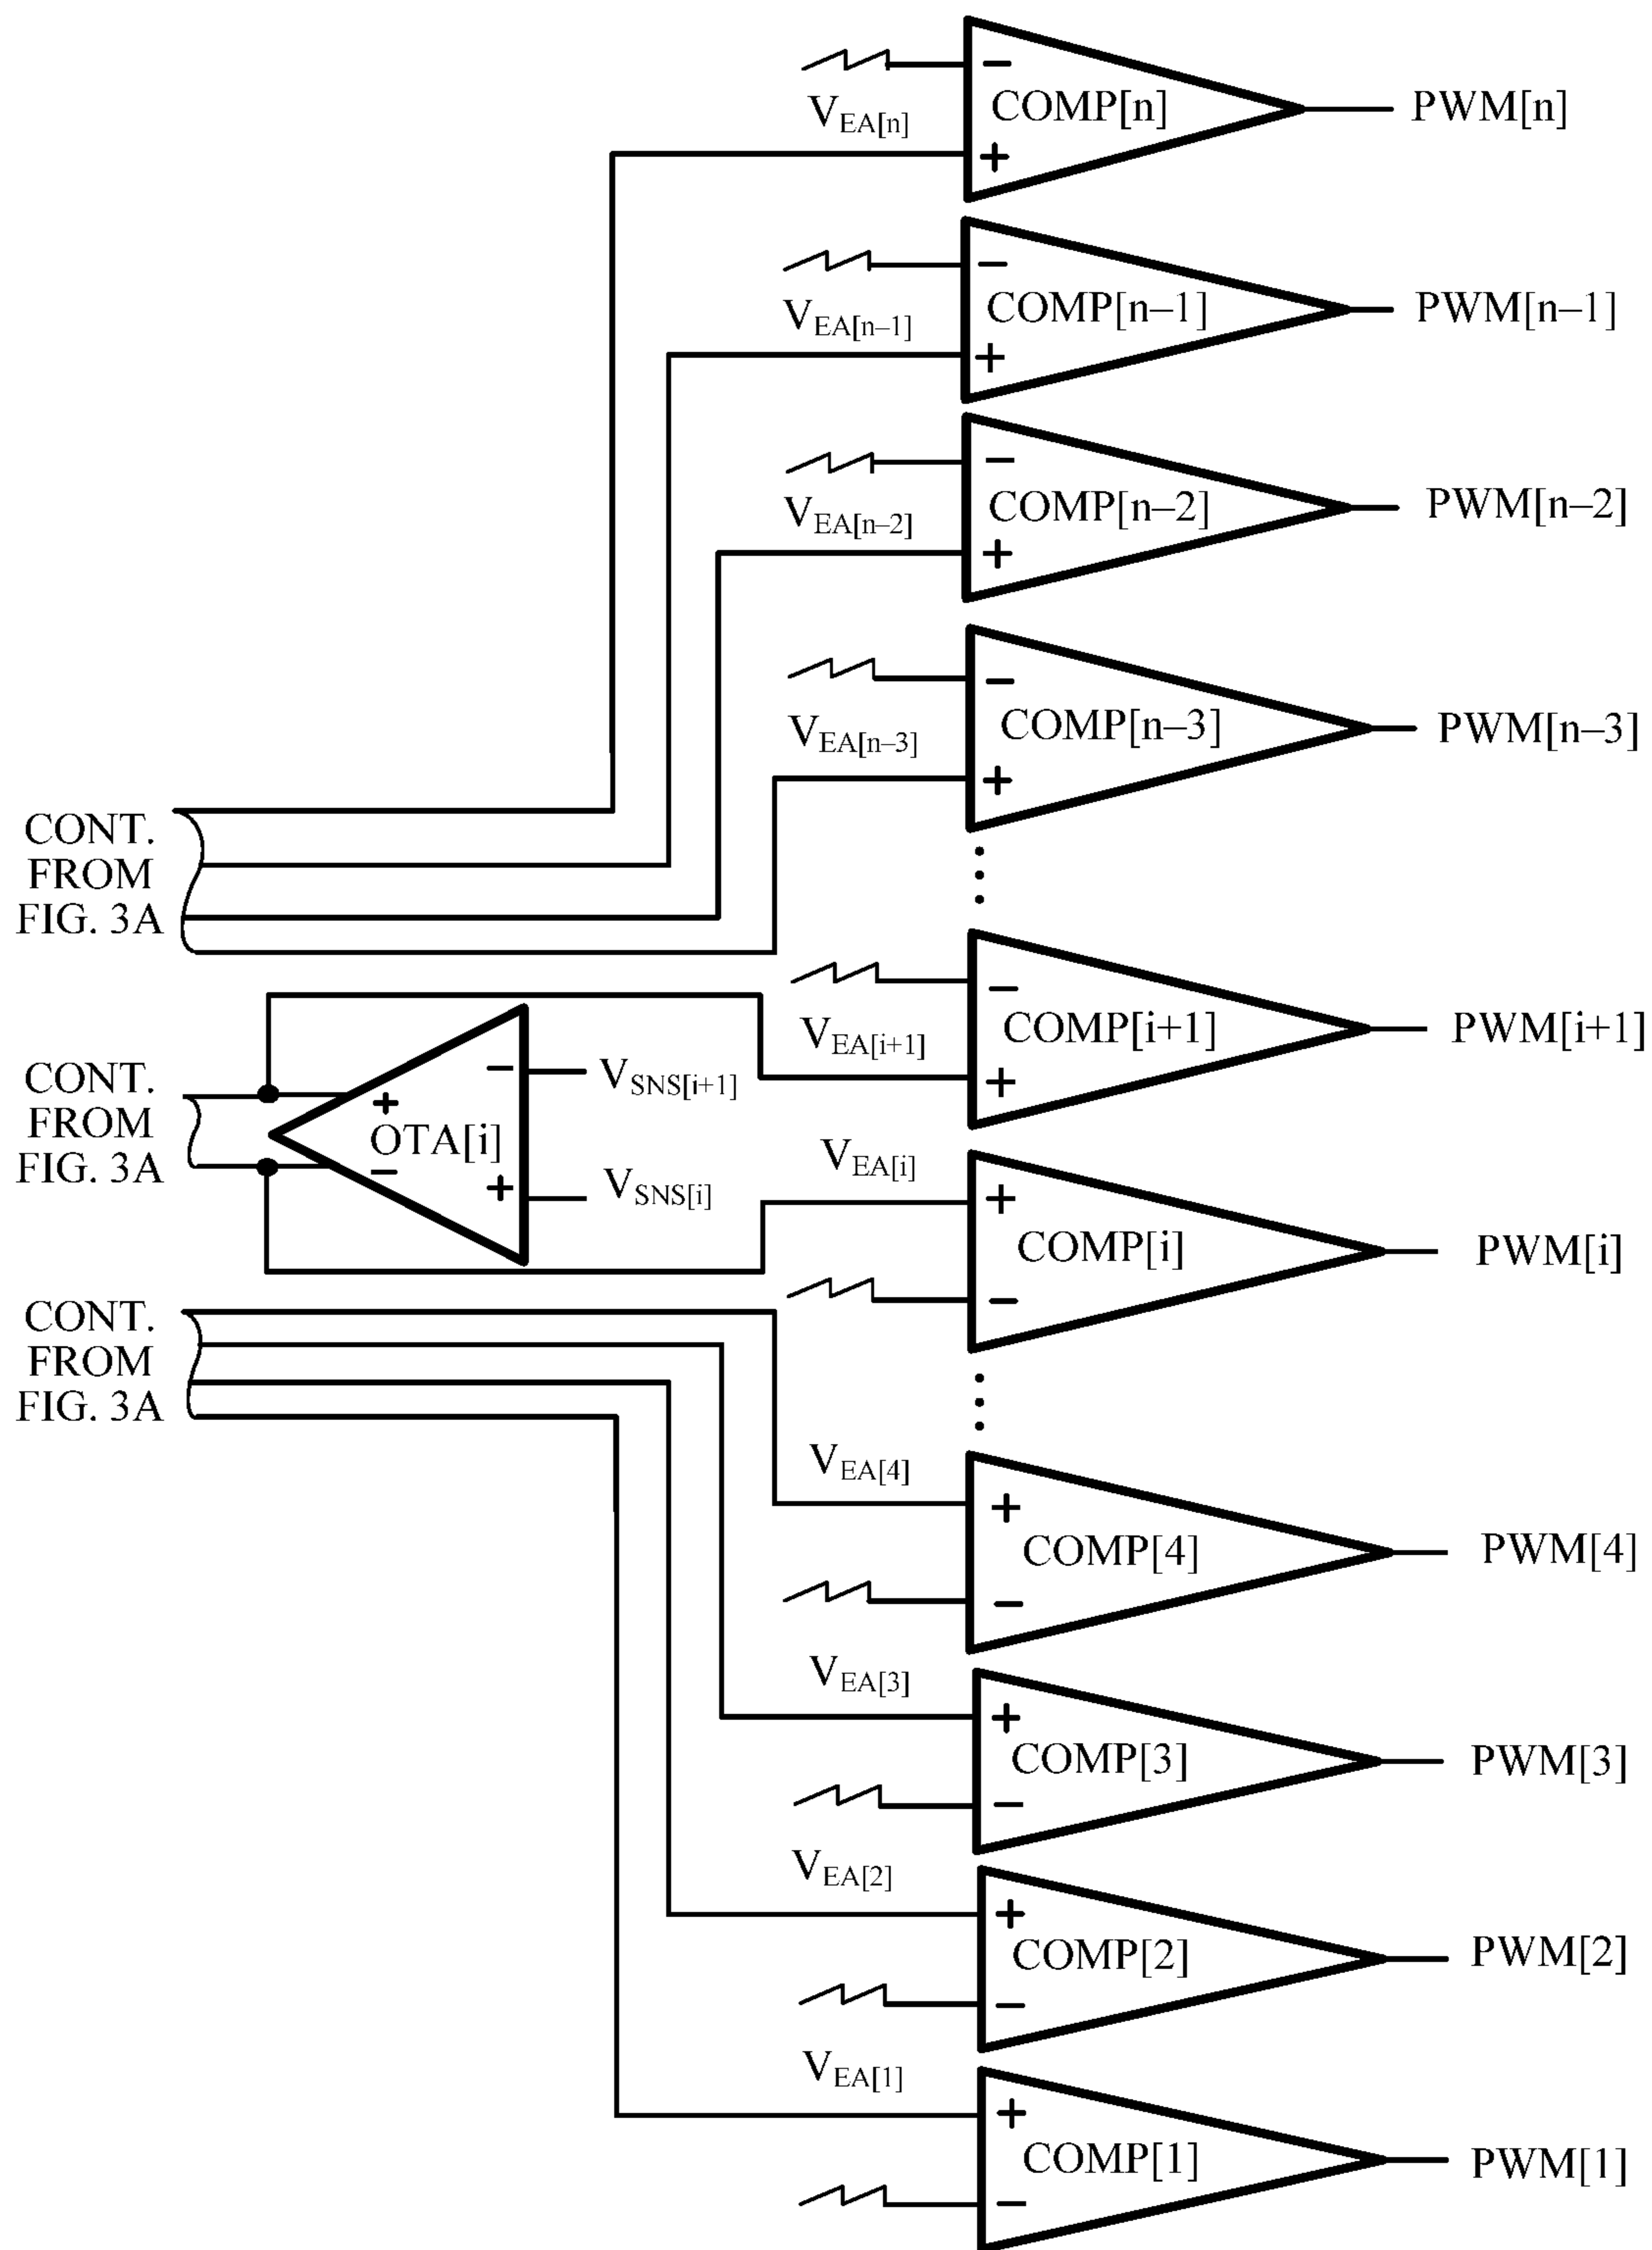 −
COMP[n]
+
V_EA[n]
PWM[n]
−
COMP[n–1]
+
V_EA[n–1]
PWM[n–1]
−
COMP[n–2]
+
V_EA[n–2]
PWM[n–2]
−
COMP[n–3]
+
V_EA[n–3]
PWM[n–3]
CONT.
FROM
FIG. 3A
−
COMP[i+1]
+
V_EA[i+1]
PWM[i+1]
CONT.
FROM
FIG. 3A
−
V_SNS[i+1]
+
OTA[i]
−
+
V_SNS[i]
V_EA[i]
+
COMP[i]
−
PWM[i]
CONT.
FROM
FIG. 3A
V_EA[4]
+
COMP[4]
−
PWM[4]
V_EA[3]
+
COMP[3]
−
PWM[3]
V_EA[2]
+
COMP[2]
−
PWM[2]
V_EA[1]
+
COMP[1]
−
PWM[1]